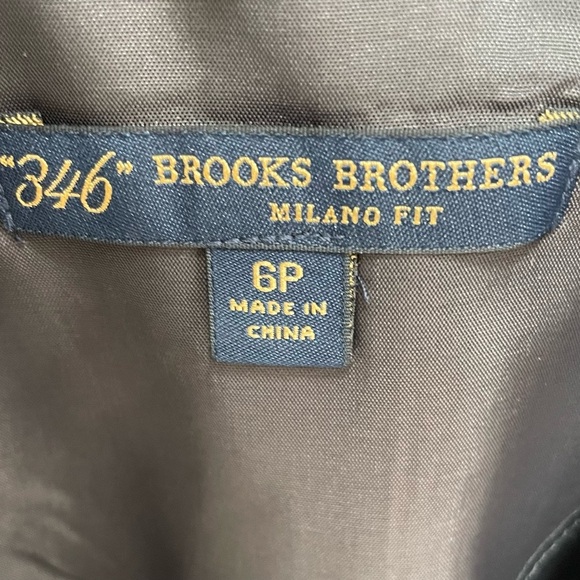 "346" BROOKS BROTHERS
MILANO FIT
6P
MADE IN
CHINA